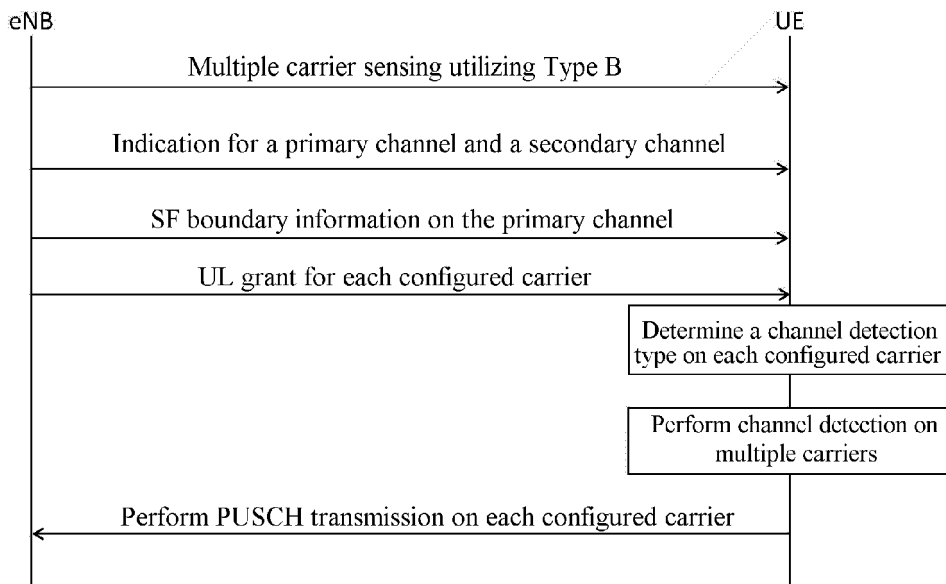 eNB UE
Multiple carrier sensing utilizing Type B
Indication for a primary channel and a secondary channel
SF boundary information on the primary channel
UL grant for each configured carrier
Determine a channel detection
type on each configured carrier
Perform channel detection on
multiple carriers
Perform PUSCH transmission on each configured carrier